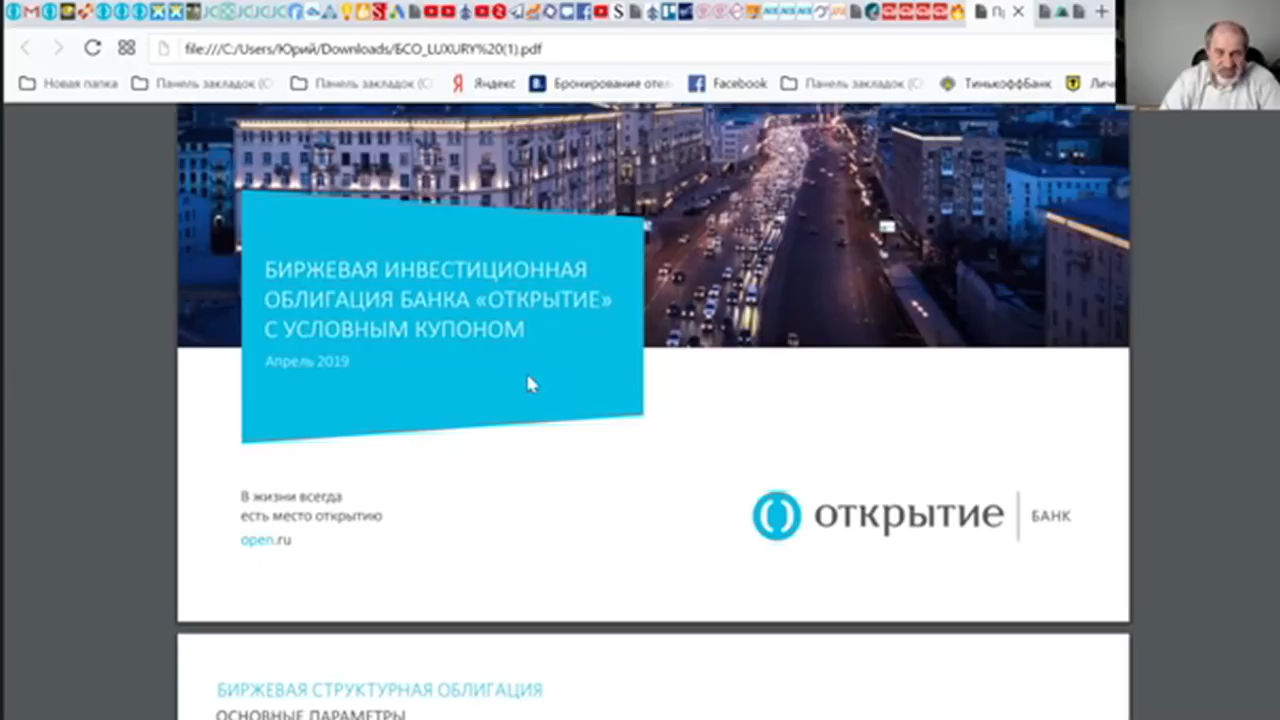 file:///C:/Users/Юрий/Downloads/БСО_LUXURY%20(1).pdf
Новая папка
Панель закладок (С
Панель закладок (С
Яндекс
Бронирование отел
Facebook
Панель закладок (С
ТинькоффБанк
Лич
БИРЖЕВАЯ ИНВЕСТИЦИОННАЯ
ОБЛИГАЦИЯ БАНКА «ОТКРЫТИЕ»
С УСЛОВНЫМ КУПОНОМ
Апрель 2019
В жизни всегда
есть место открытию
open.ru
открытие
БАНК
БИРЖЕВАЯ СТРУКТУРНАЯ ОБЛИГАЦИЯ
ОСНОВНЫЕ ПАРАМЕТРЫ